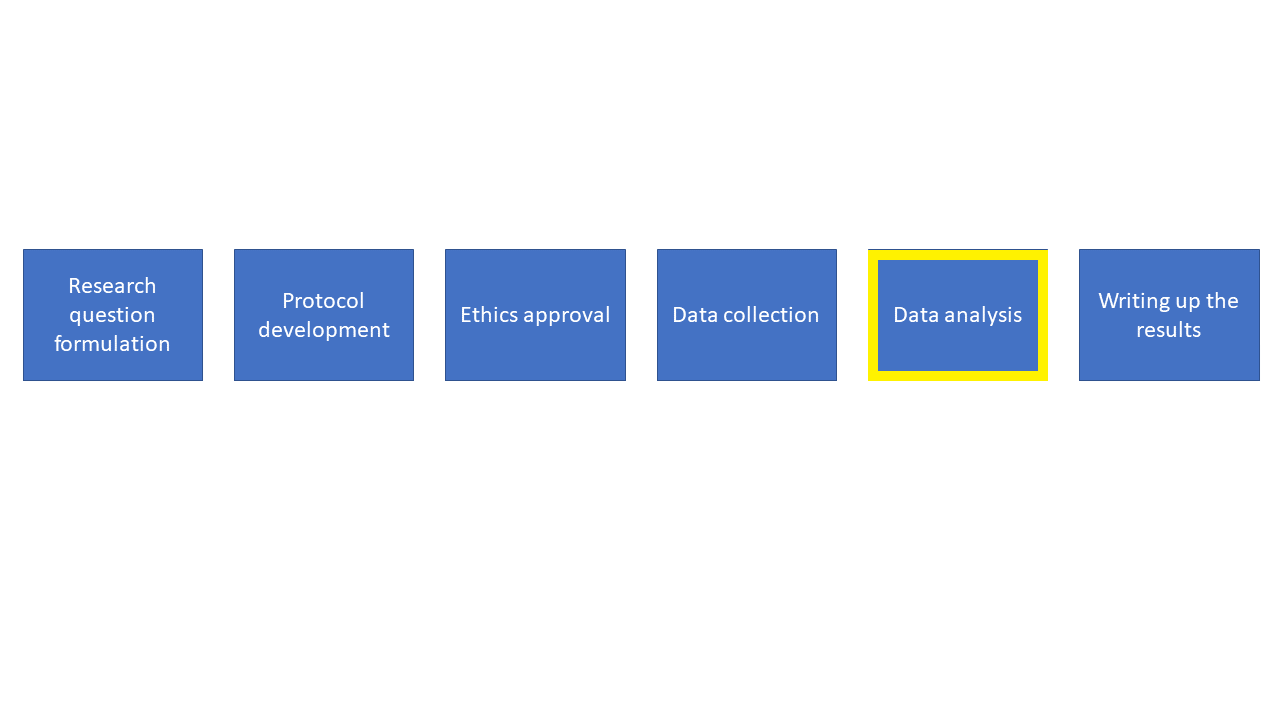 Research
question
formulation
Protocol
development
Ethics approval
Data collection
Data analysis
Writing up the
results